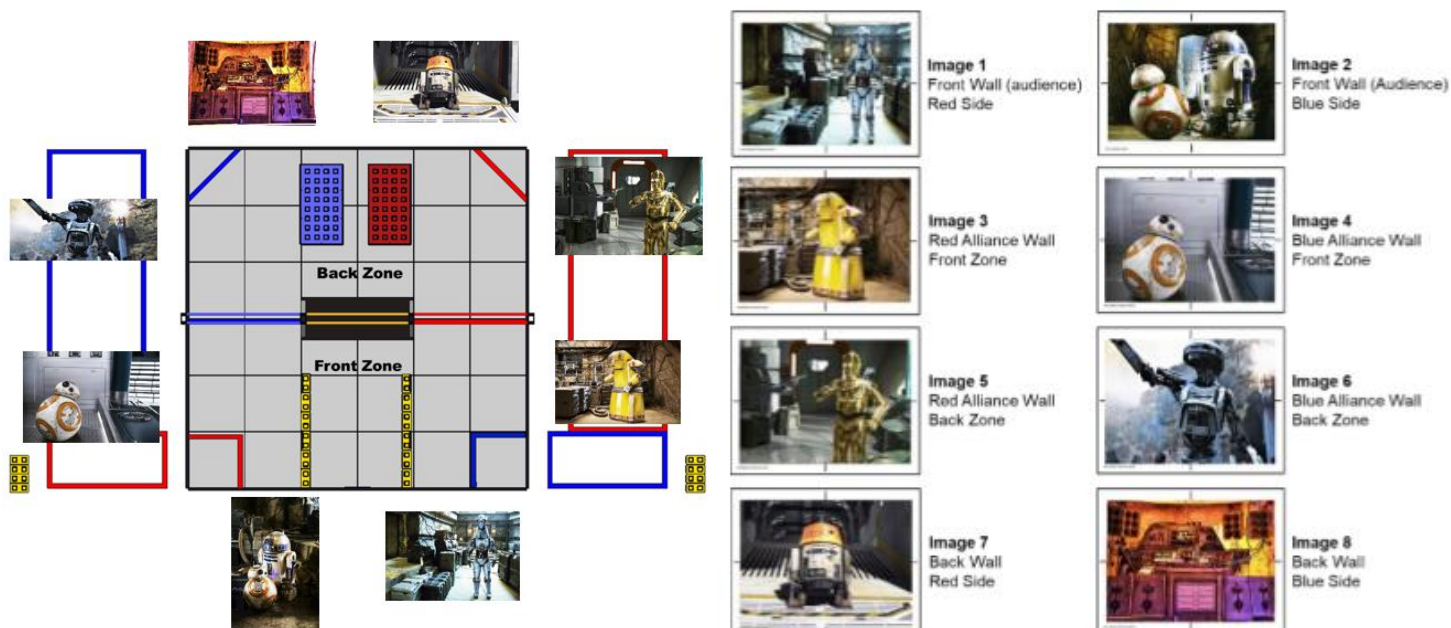 Back Zone
Front Zone
Image 1
Front Wall (audience)
Red Side
Image 2
Front Wall (Audience)
Blue Side
Image 3
Red Alliance Wall
Front Zone
Image 4
Blue Alliance Wall
Front Zone
Image 5
Red Alliance Wall
Back Zone
Image 6
Blue Alliance Wall
Back Zone
Image 7
Back Wall
Red Side
Image 8
Back Wall
Blue Side